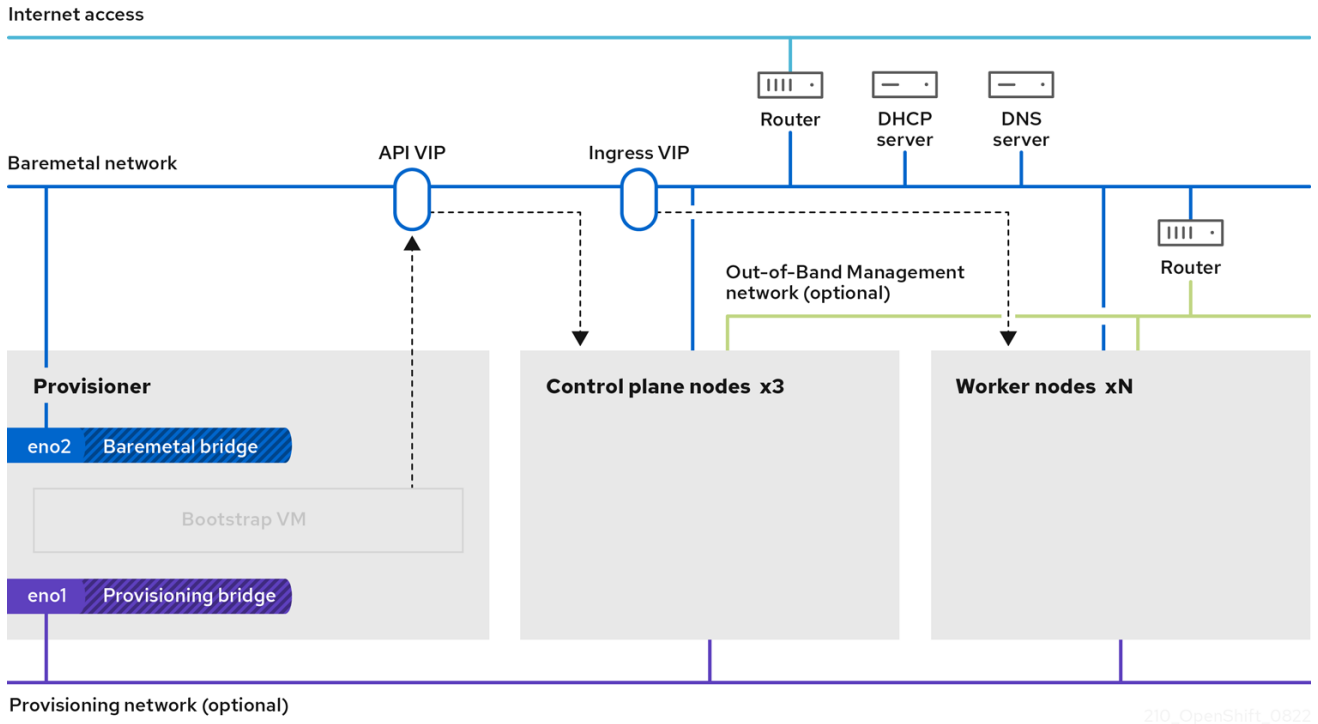 Internet access
Router
DHCP
server
DNS
server
Baremetal network
API VIP
Ingress VIP
Router
Out-of-Band Management
network (optional)
Provisioner
Control plane nodes x3
Worker nodes xN
eno2
Baremetal bridge
Bootstrap VM
eno1
Provisioning bridge
Provisioning network (optional)
210_OpenShift_0822